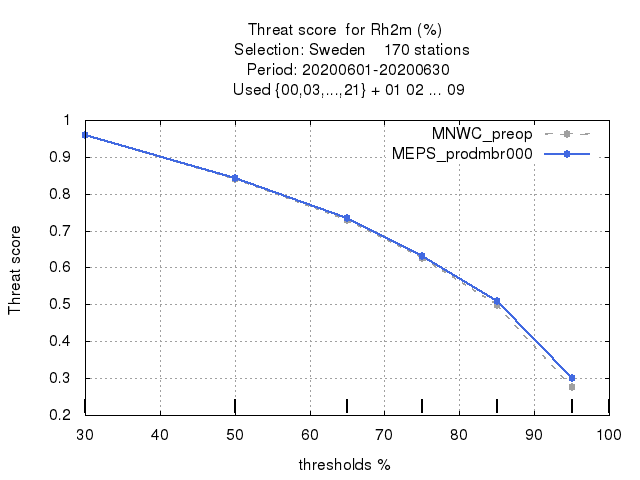 Threat score for Rh2m (%)
Selection: Sweden 170 stations
Period: 20200601-20200630
Used {00,03,...,21} + 01 02 ... 09
MNWC_preop
MEPS_prodmbr000
Threat score
1
0.9
0.8
0.7
0.6
0.5
0.4
0.3
0.2
30 40 50 60 70 80 90 100
thresholds %